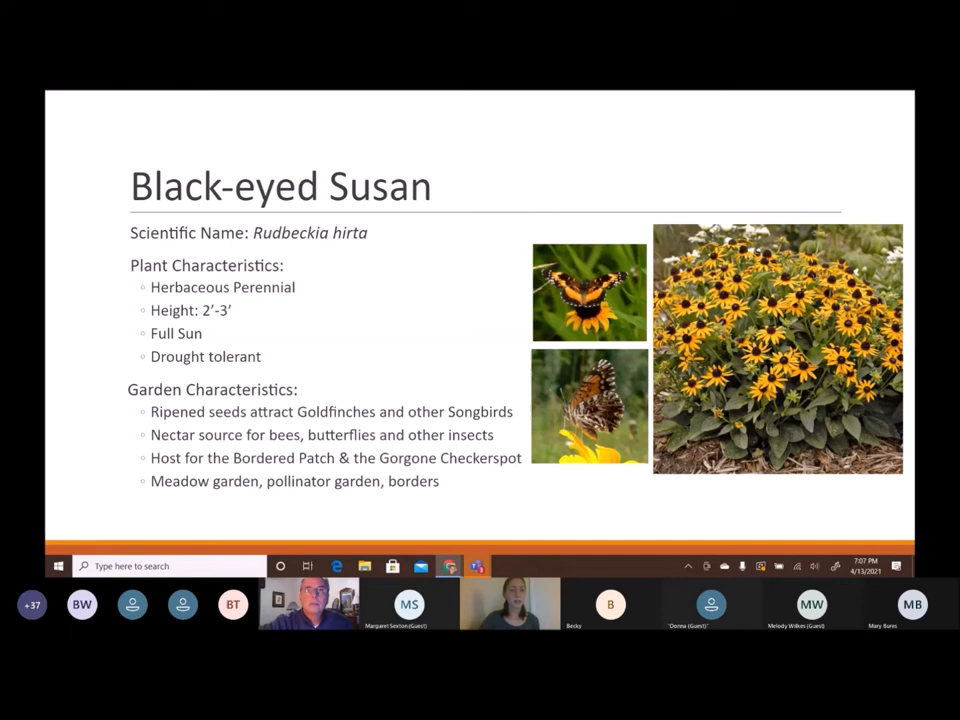 Black-eyed Susan
Scientific Name: Rudbeckia hirta
Plant Characteristics:
◦ Herbaceous Perennial
◦ Height: 2’-3’
◦ Full Sun
◦ Drought tolerant
Garden Characteristics:
◦ Ripened seeds attract Goldfinches and other Songbirds
◦ Nectar source for bees, butterflies and other insects
◦ Host for the Bordered Patch & the Gorgone Checkerspot
◦ Meadow garden, pollinator garden, borders
Type here to search
7:07 PM
4/13/2021
+37
BW
BT
MS
B
MW
MB
Margaret Sexton (Guest)
Becky
"Donna (Guest)"
Melody Wilkes (Guest)
Mary Bures